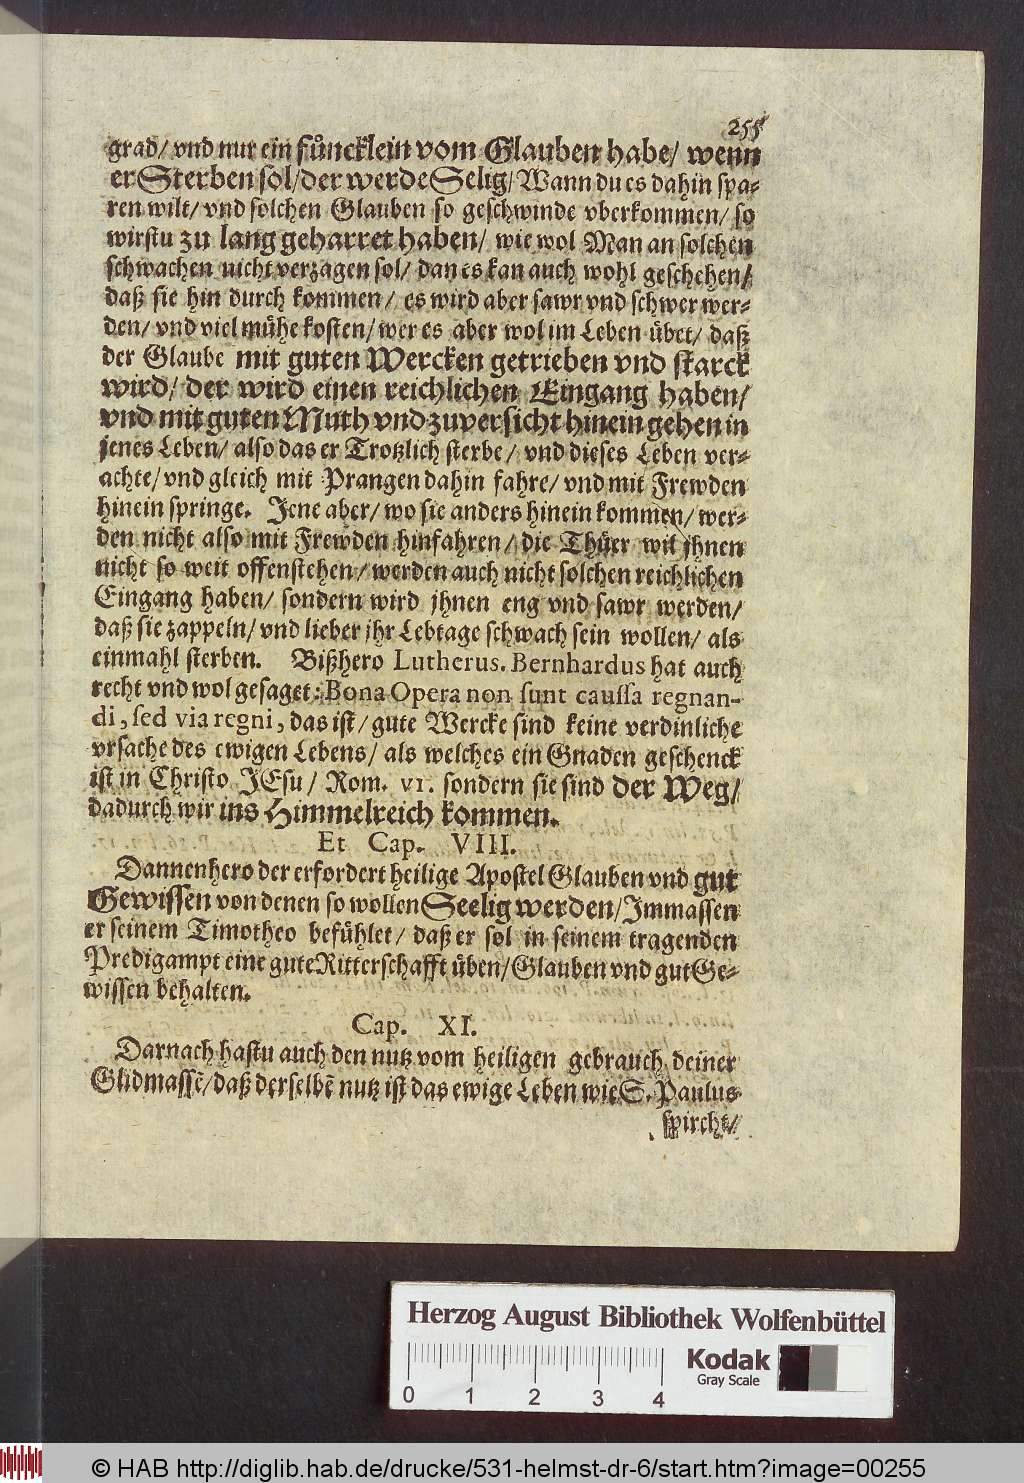 255
grad/ vnd nur ein fůncklein vom Glauben habe/ wenn
er Sterben sol/ der werde Selig/ Wann du es dahin spa-
ren wilt/ vnd solchen Glauben so geschwinde vberkommen/ so
wirstu zu lang geharret haben/ wie wol Man an solchen
schwachen nicht verzagen sol/ dan es kan auch wohl geschehen/
daß sie hin durch kommen/ es wird aber sawr vnd schwer wer-
den/ vnd viel mühe kosten/ wer es aber wol im Leben übet/ daß
der Glaube mit guten Wercken getrieben vnd starck
wird/ der wird einen reichlichen Eingang haben/
vnd mit guten Muth vnd zuversicht hinein gehen in
jenes Leben/ also das er Trotzlich sterbe/ vnd dieses Leben ver-
achte/ vnd gleich mit Prangen dahin fahre/ vnd mit Frewden
hinein springe. Jene aber/ wo sie anders hinein kommen/ wer-
den nicht also mit Frewden hinfahren/ die Thüer wil jhnen
nicht so weit offenstehen/ werden auch nicht solchen reichlichen
Eingang haben/ sondern wird jhnen eng vnd sawr werden/
daß sie zappeln/ vnd lieber jhr Lebtage schwach sein wollen/ als
einmahl sterben. Bißhero Lutherus. Bernhardus hat auch
recht vnd wol gesaget: Bona Opera non sunt caussa regnan-
di, sed via regni, das ist/ gute Wercke sind keine verdinliche
vrsache des ewigen Lebens/ als welches ein Gnaden geschenck
ist in Christo JEsu/ Rom. VI. sondern sie sind der Weg/
dadurch wir ins Himmelreich kommen.
Et Cap. VIII.
Dannenhero der erfordert heilige Apostel Glauben vnd gut
Gewissen von denen so wollen Seelig werden/ Jmmassen
er seinem Timotheo befühlet/ daß er sol in seinem tragenden
Predigampt eine gute Ritterschafft üben/ Glauben vnd gut Ge-
wissen behalten.
Cap. XI.
Darnach hastu auch den nutz vom heiligen gebrauch deiner
Glidmassē/ daß derselbē nutz ist das ewige Leben wie S. Paulus
spircht/
Herzog August Bibliothek Wolfenbüttel
Kodak
Gray Scale
0 1 2 3 4
© HAB http://diglib.hab.de/drucke/531-helmst-dr-6/start.htm?image=00255